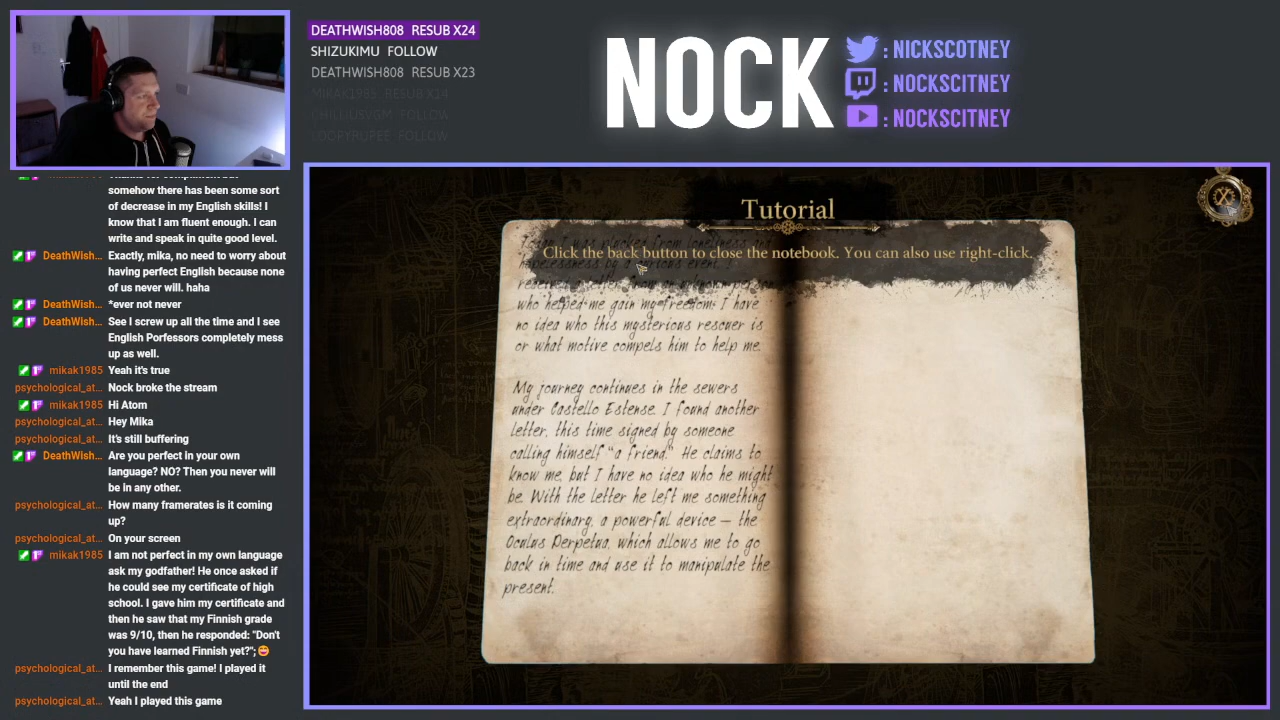 DEATHWISH808 RESUB X24
SHIZUKIMU FOLLOW
DEATHWISH808 RESUB X23
MIKAK1985 RESUB X14
FOLLOW
LOOPYRUPEE FOLLOW
NOCK
: NICKSCOTNEY
: NOCKSCITNEY
: NOCKSCITNEY
somehow there has been some sort
of decrease in my English skills! I
know that I am fluent enough. I can
write and speak in quite good level.
DeathWish... Exactly, mika, no need to worry about
having perfect English because none
of us never will. haha
DeathWish... *ever not never
DeathWish... See I screw up all the time and I see
English Porfessors completely mess
up as well.
mikak1985 Yeah it's true
psychological_at... Nock broke the stream
mikak1985 Hi Atom
psychological_at... Hey Mika
psychological_at... It's still buffering
DeathWish... Are you perfect in your own
language? NO? Then you never will
be in any other.
psychological_at... How many framerates is it coming
up?
psychological_at... On your screen
mikak1985 I am not perfect in my own language
ask my godfather! He once asked if
he could see my certificate of high
school. I gave him my certificate and
then he saw that my Finnish grade
was 9/10, then he responded: "Don't
you have learned Finnish yet?";😄
psychological_at... I remember this game! I played it
until the end
psychological_at... Yeah I played this game
Tutorial
Click the back button to close the notebook. You can also use right-click.
who helped me gain my freedom. I have
no idea who this mysterious rescuer is
or what motive compels him to help me.
My journey continues in the sewers
under Castello Estense. I found another
letter, this time signed by someone
calling himself "a friend." He claims to
know me, but I have no idea who he might
be. With the letter he left me something
extraordinary, a powerful device – the
Oculus Perpetua, which allows me to go
back in time and use it to manipulate the
present.